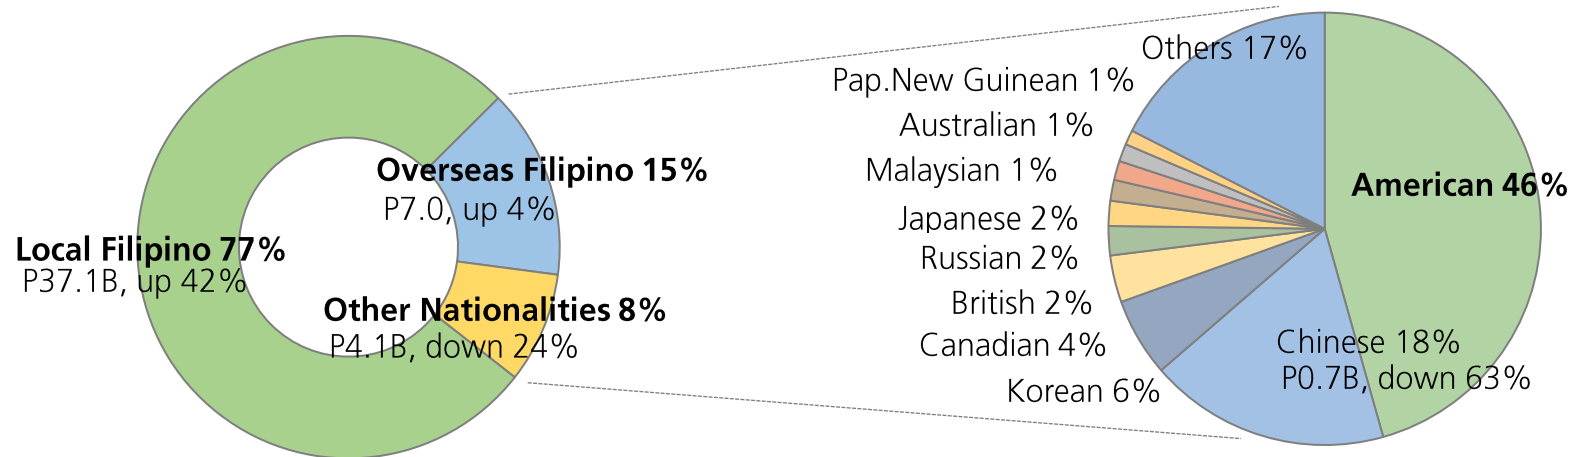 Local Filipino 77%
P37.1B, up 42%
Overseas Filipino 15%
P7.0, up 4%
Other Nationalities 8%
P4.1B, down 24%
Others 17%
Pap.New Guinean 1%
Australian 1%
Malaysian 1%
Japanese 2%
Russian 2%
British 2%
Canadian 4%
Korean 6%
American 46%
Chinese 18%
P0.7B, down 63%